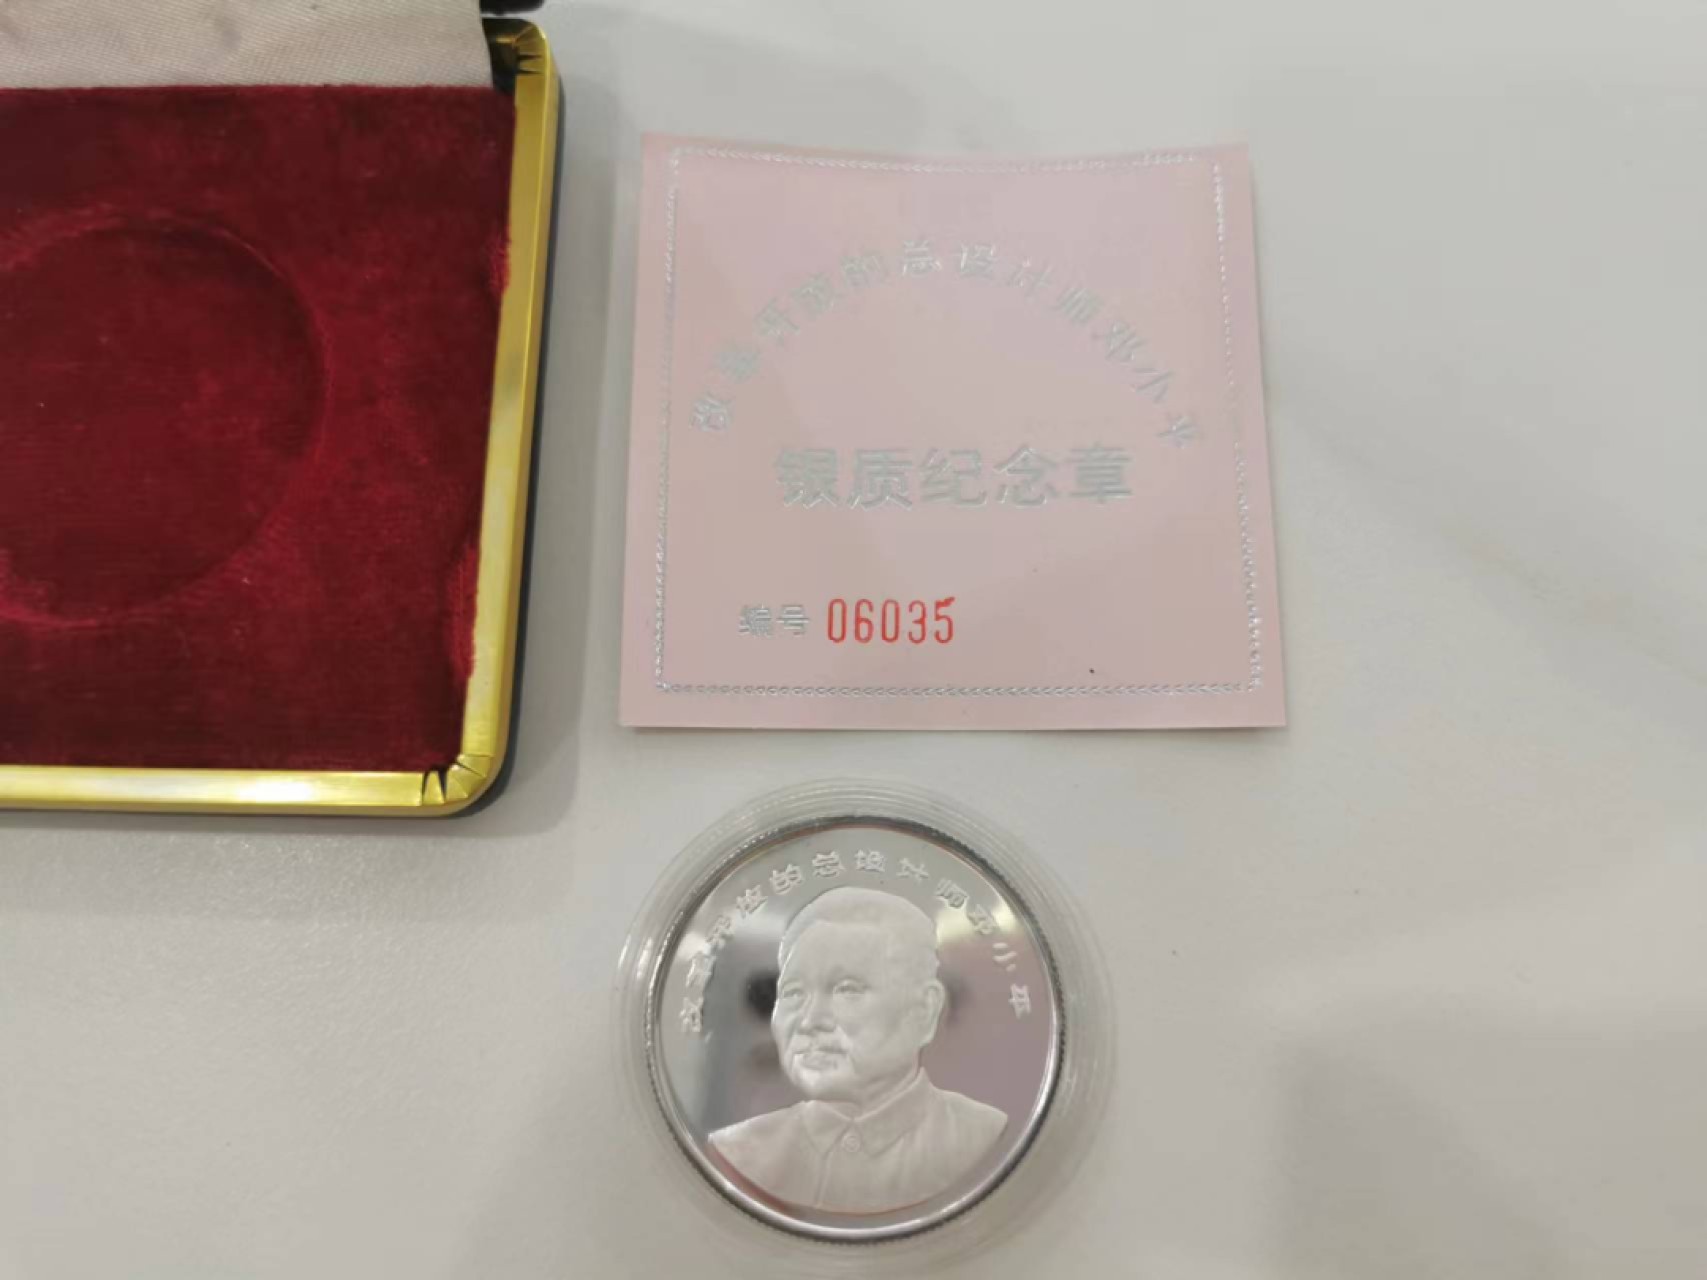 改革开放的总设计师邓小平
银质纪念章
编号 06035
改革开放的总设计师邓小平